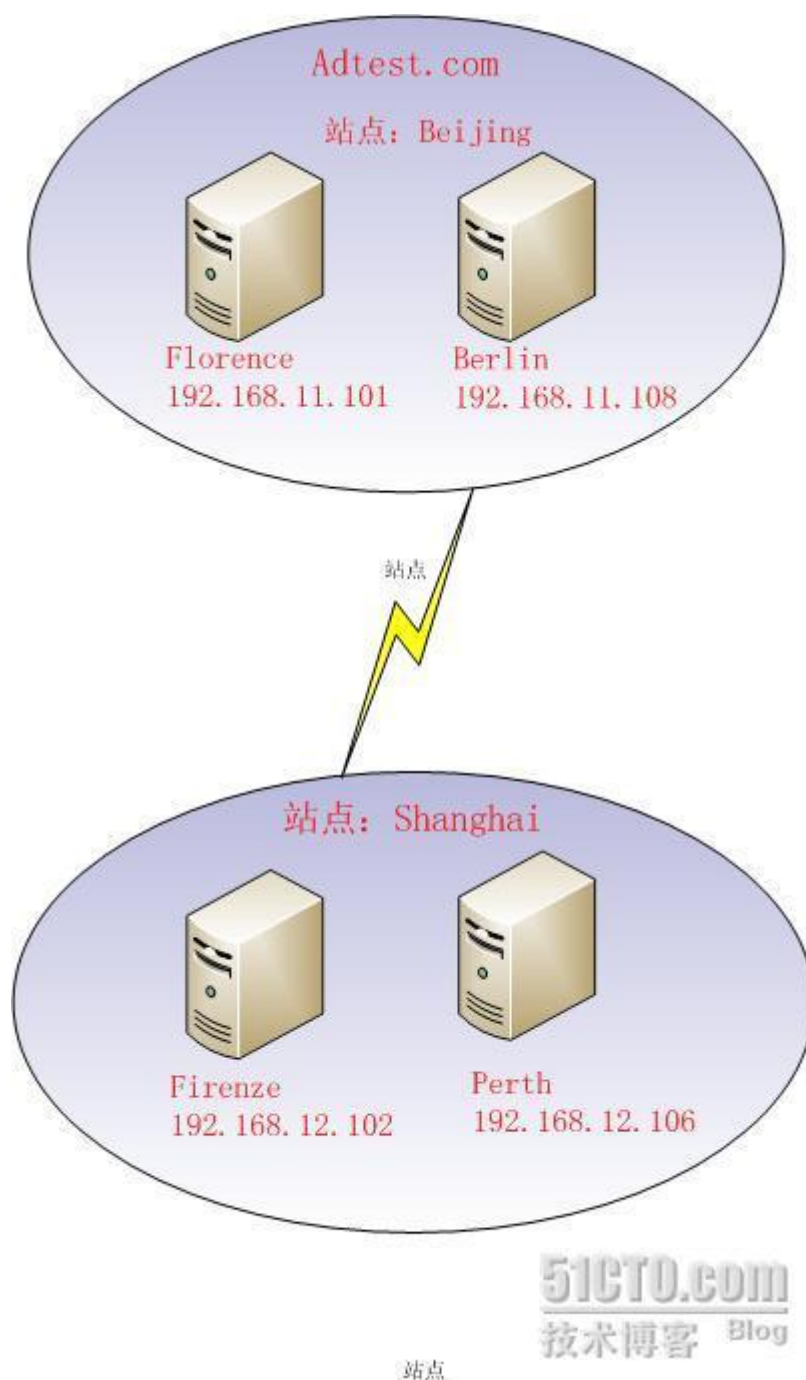 Adtest.com
站点：Beijing
Florence
192.168.11.101
Berlin
192.168.11.108
站点
站点：Shanghai
Firenze
192.168.12.102
Perth
192.168.12.106
51CTO.com
技术博客 Blog
站点